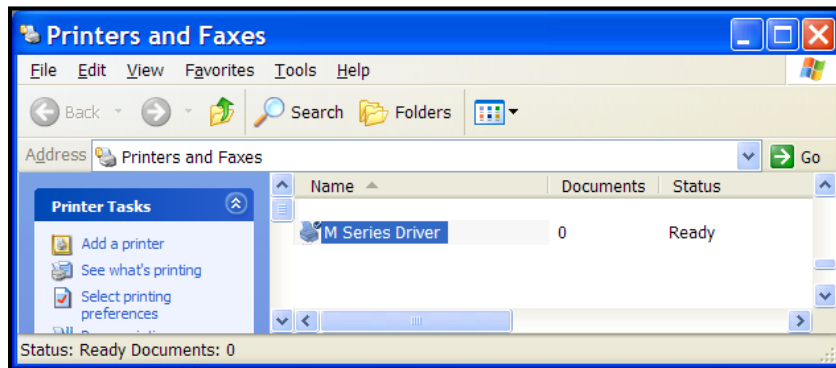 Printers and Faxes
File Edit View Favorites Tools Help
Back Search Folders
Address Printers and Faxes Go
Name Documents Status
Printer Tasks
M Series Driver 0 Ready
Add a printer
See what's printing
Select printing
preferences
Status: Ready Documents: 0